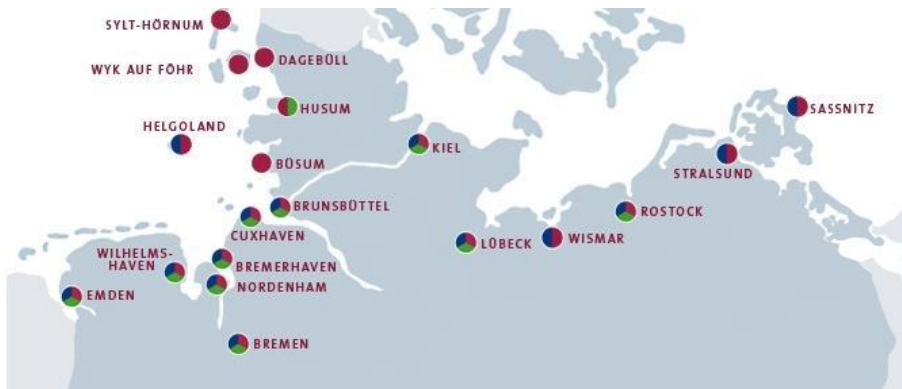 SYLT-HÖRNUM
WYK AUF FÖHR
DAGEBÜLL
HUSUM
HELGOLAND
SASSNITZ
KIEL
BÜSUM
STRALSUND
BRUNSBÜTTEL
ROSTOCK
CUXHAVEN
LÜBECK
WISMAR
WILHELMS-
HAVEN
BREMERHAVEN
NORDENHAM
EMDEN
BREMEN